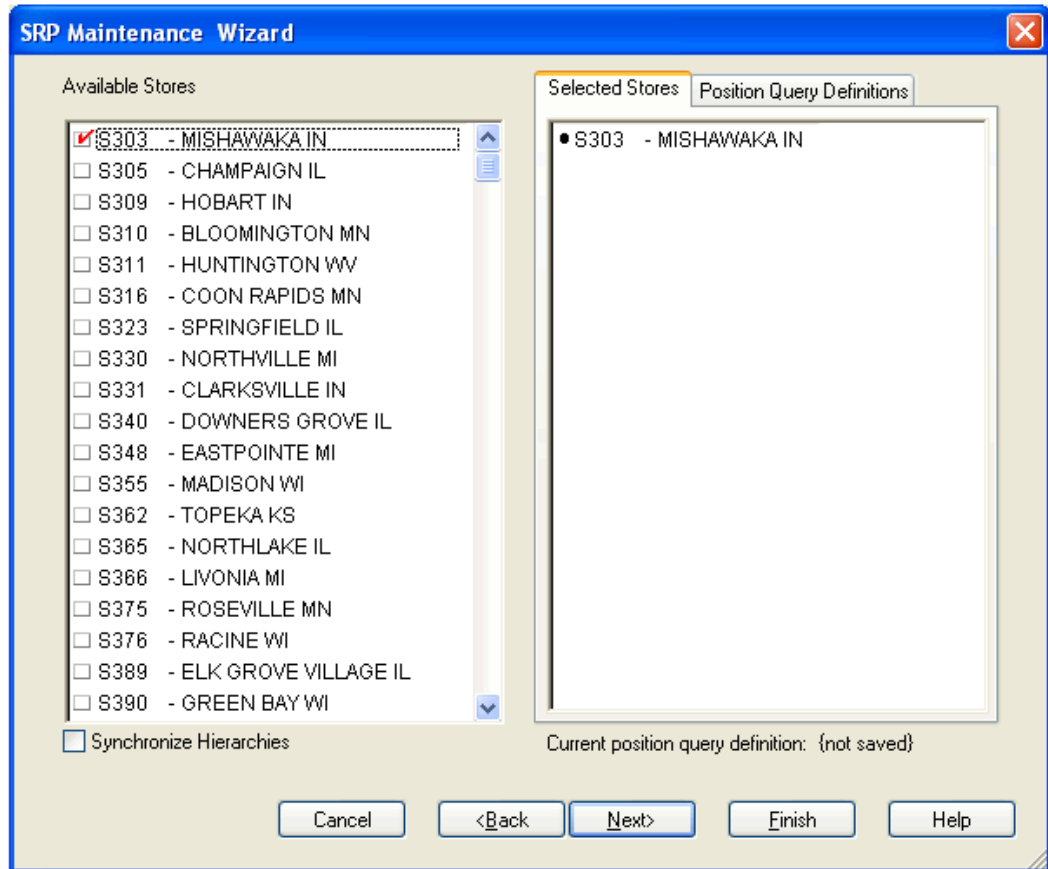 SRP Maintenance Wizard
Available Stores
Selected Stores
Position Query Definitions
S303 - MISHAWAKA IN
S305 - CHAMPAIGN IL
S309 - HOBART IN
S310 - BLOOMINGTON MN
S311 - HUNTINGTON WV
S316 - COON RAPIDS MN
S323 - SPRINGFIELD IL
S330 - NORTHVILLE MI
S331 - CLARKSVILLE IN
S340 - DOWNERS GROVE IL
S348 - EASTPOINTE MI
S355 - MADISON WI
S362 - TOPEKA KS
S365 - NORTHLAKE IL
S366 - LIVONIA MI
S375 - ROSEVILLE MN
S376 - RACINE WI
S389 - ELK GROVE VILLAGE IL
S390 - GREEN BAY WI
● S303 - MISHAWAKA IN
Synchronize Hierarchies
Current position query definition: {not saved}
Cancel
<Back
Next>
Finish
Help